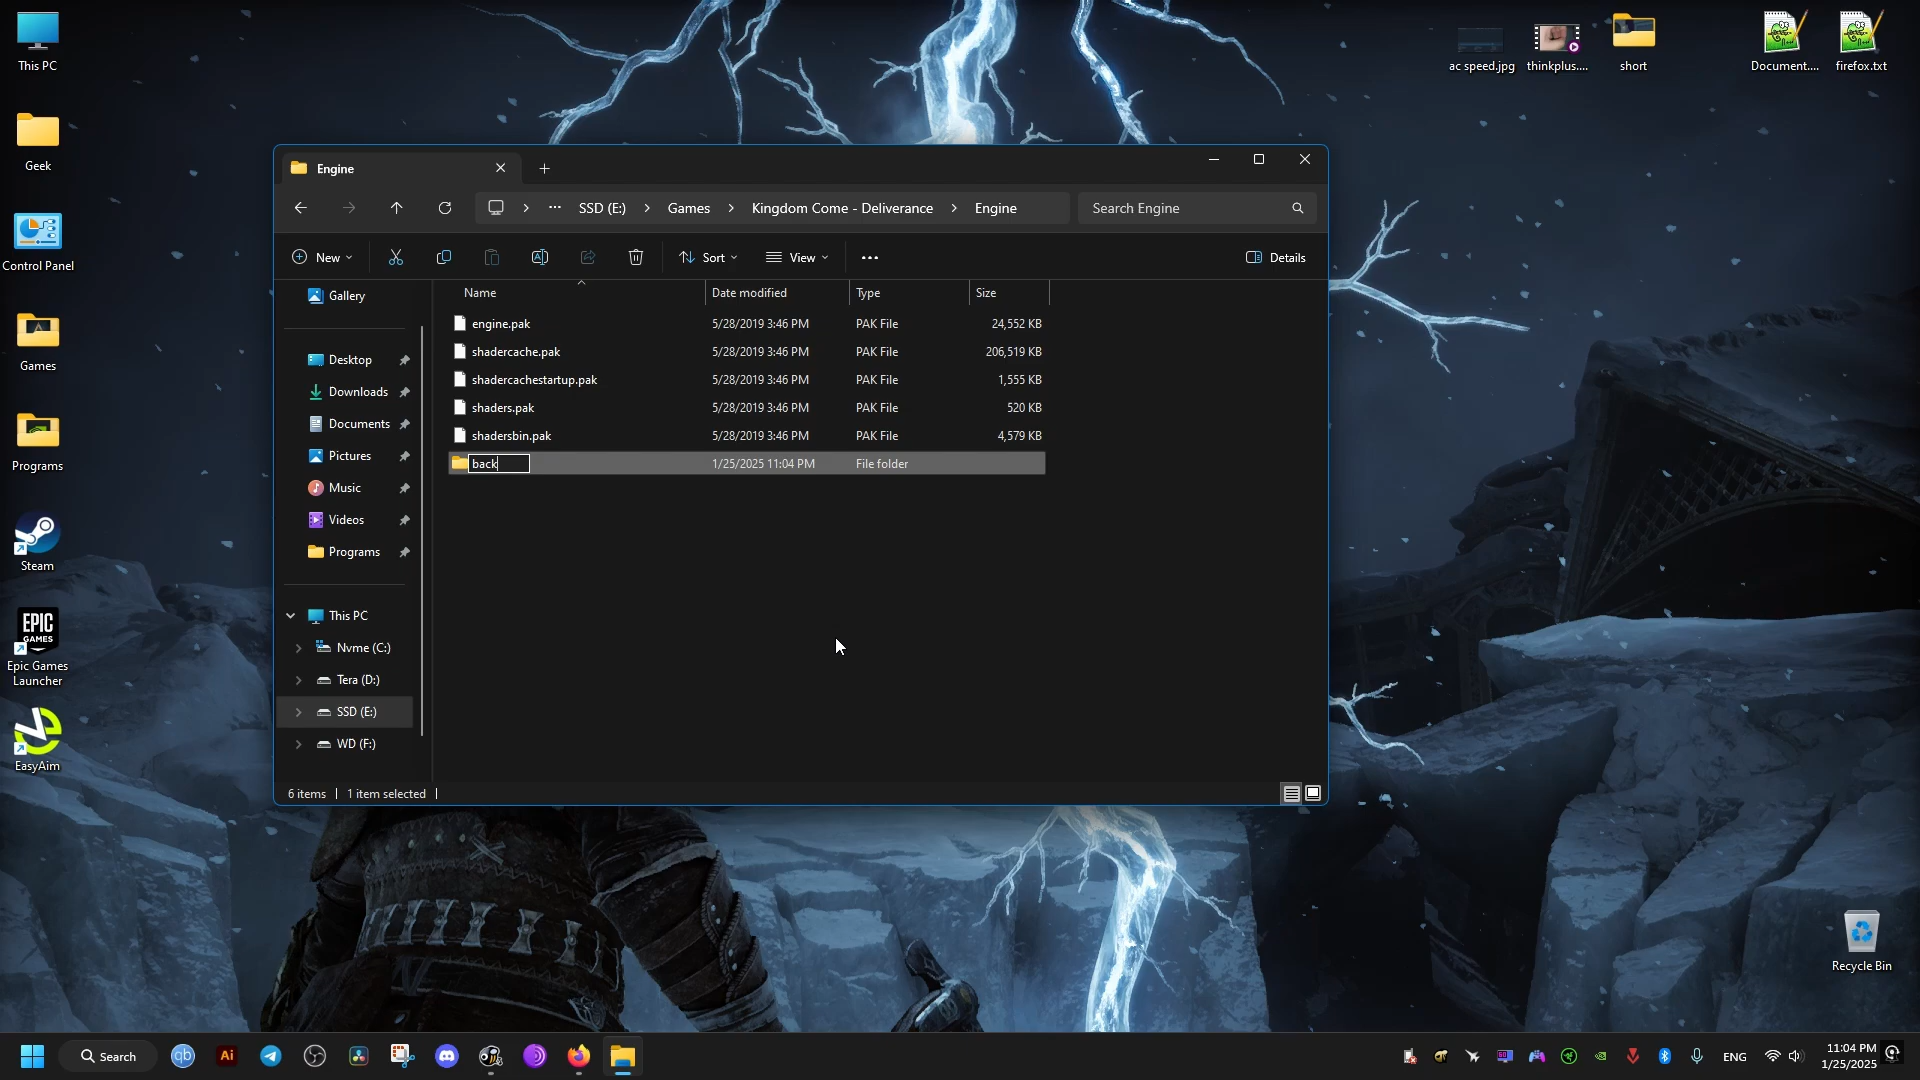 This PC
Geek
Control Panel
Games
Programs
Steam
EPIC
GAMES
Epic Games
Launcher
EasyAim
ac speed.jpg
thinkplus....
short
Document....
firefox.txt
Engine
SSD (E:)
Games
Kingdom Come - Deliverance
Engine
Search Engine
New
Sort
View
Details
Gallery
Desktop
Downloads
Documents
Pictures
Music
Videos
Programs
This PC
Nvme (C:)
Tera (D:)
SSD (E:)
WD (F:)
Name Date modified Type Size
engine.pak 5/28/2019 3:46 PM PAK File 24,552 KB
shadercache.pak 5/28/2019 3:46 PM PAK File 206,519 KB
shadercachestartup.pak 5/28/2019 3:46 PM PAK File 1,555 KB
shaders.pak 5/28/2019 3:46 PM PAK File 520 KB
shadersbin.pak 5/28/2019 3:46 PM PAK File 4,579 KB
back 1/25/2025 11:04 PM File folder
6 items 1 item selected
Recycle Bin
Search
qb
Ai
ENG
11:04 PM
1/25/2025